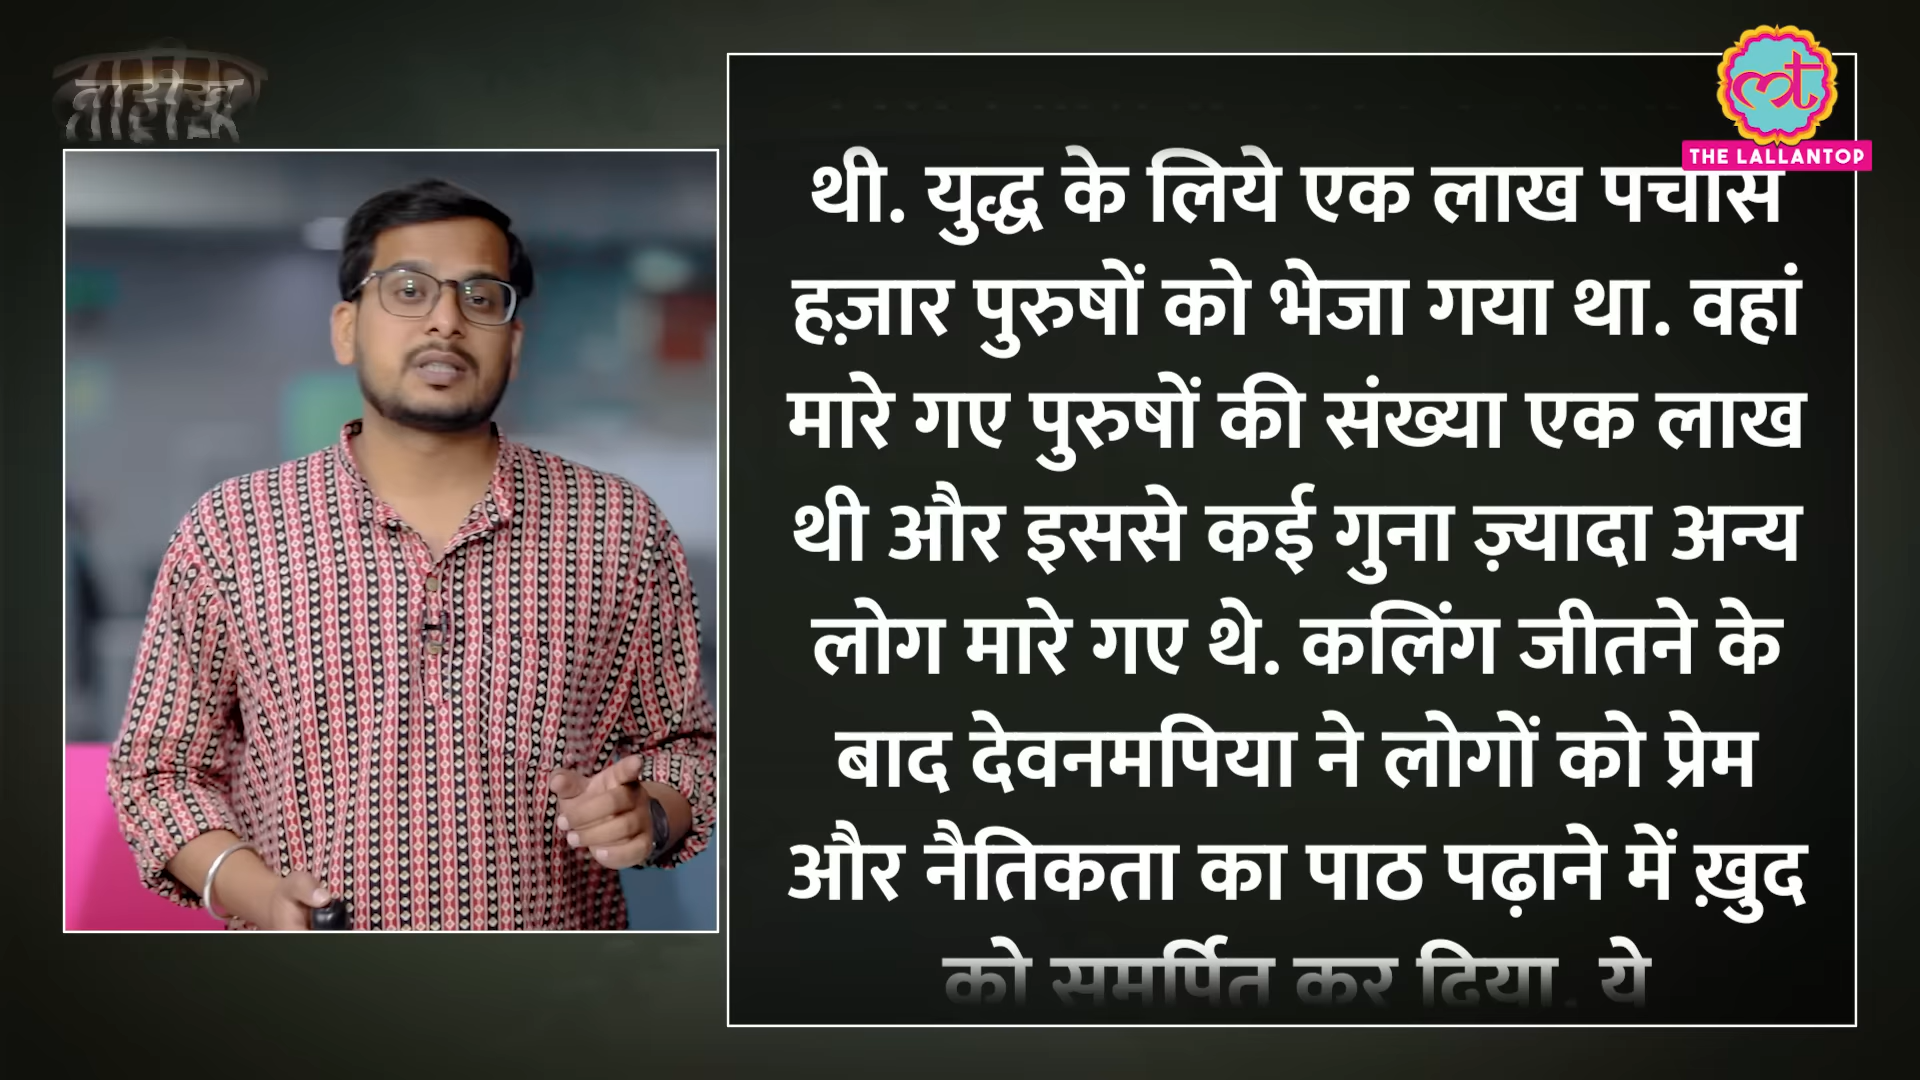 तारीख़
THE LALLANTOP
थी. युद्ध के लिये एक लाख पचास
हज़ार पुरुषों को भेजा गया था. वहां
मारे गए पुरुषों की संख्या एक लाख
थी और इससे कई गुना ज़्यादा अन्य
लोग मारे गए थे. कलिंग जीतने के
बाद देवनमपिया ने लोगों को प्रेम
और नैतिकता का पाठ पढ़ाने में ख़ुद
को समर्पित कर दिया. ये